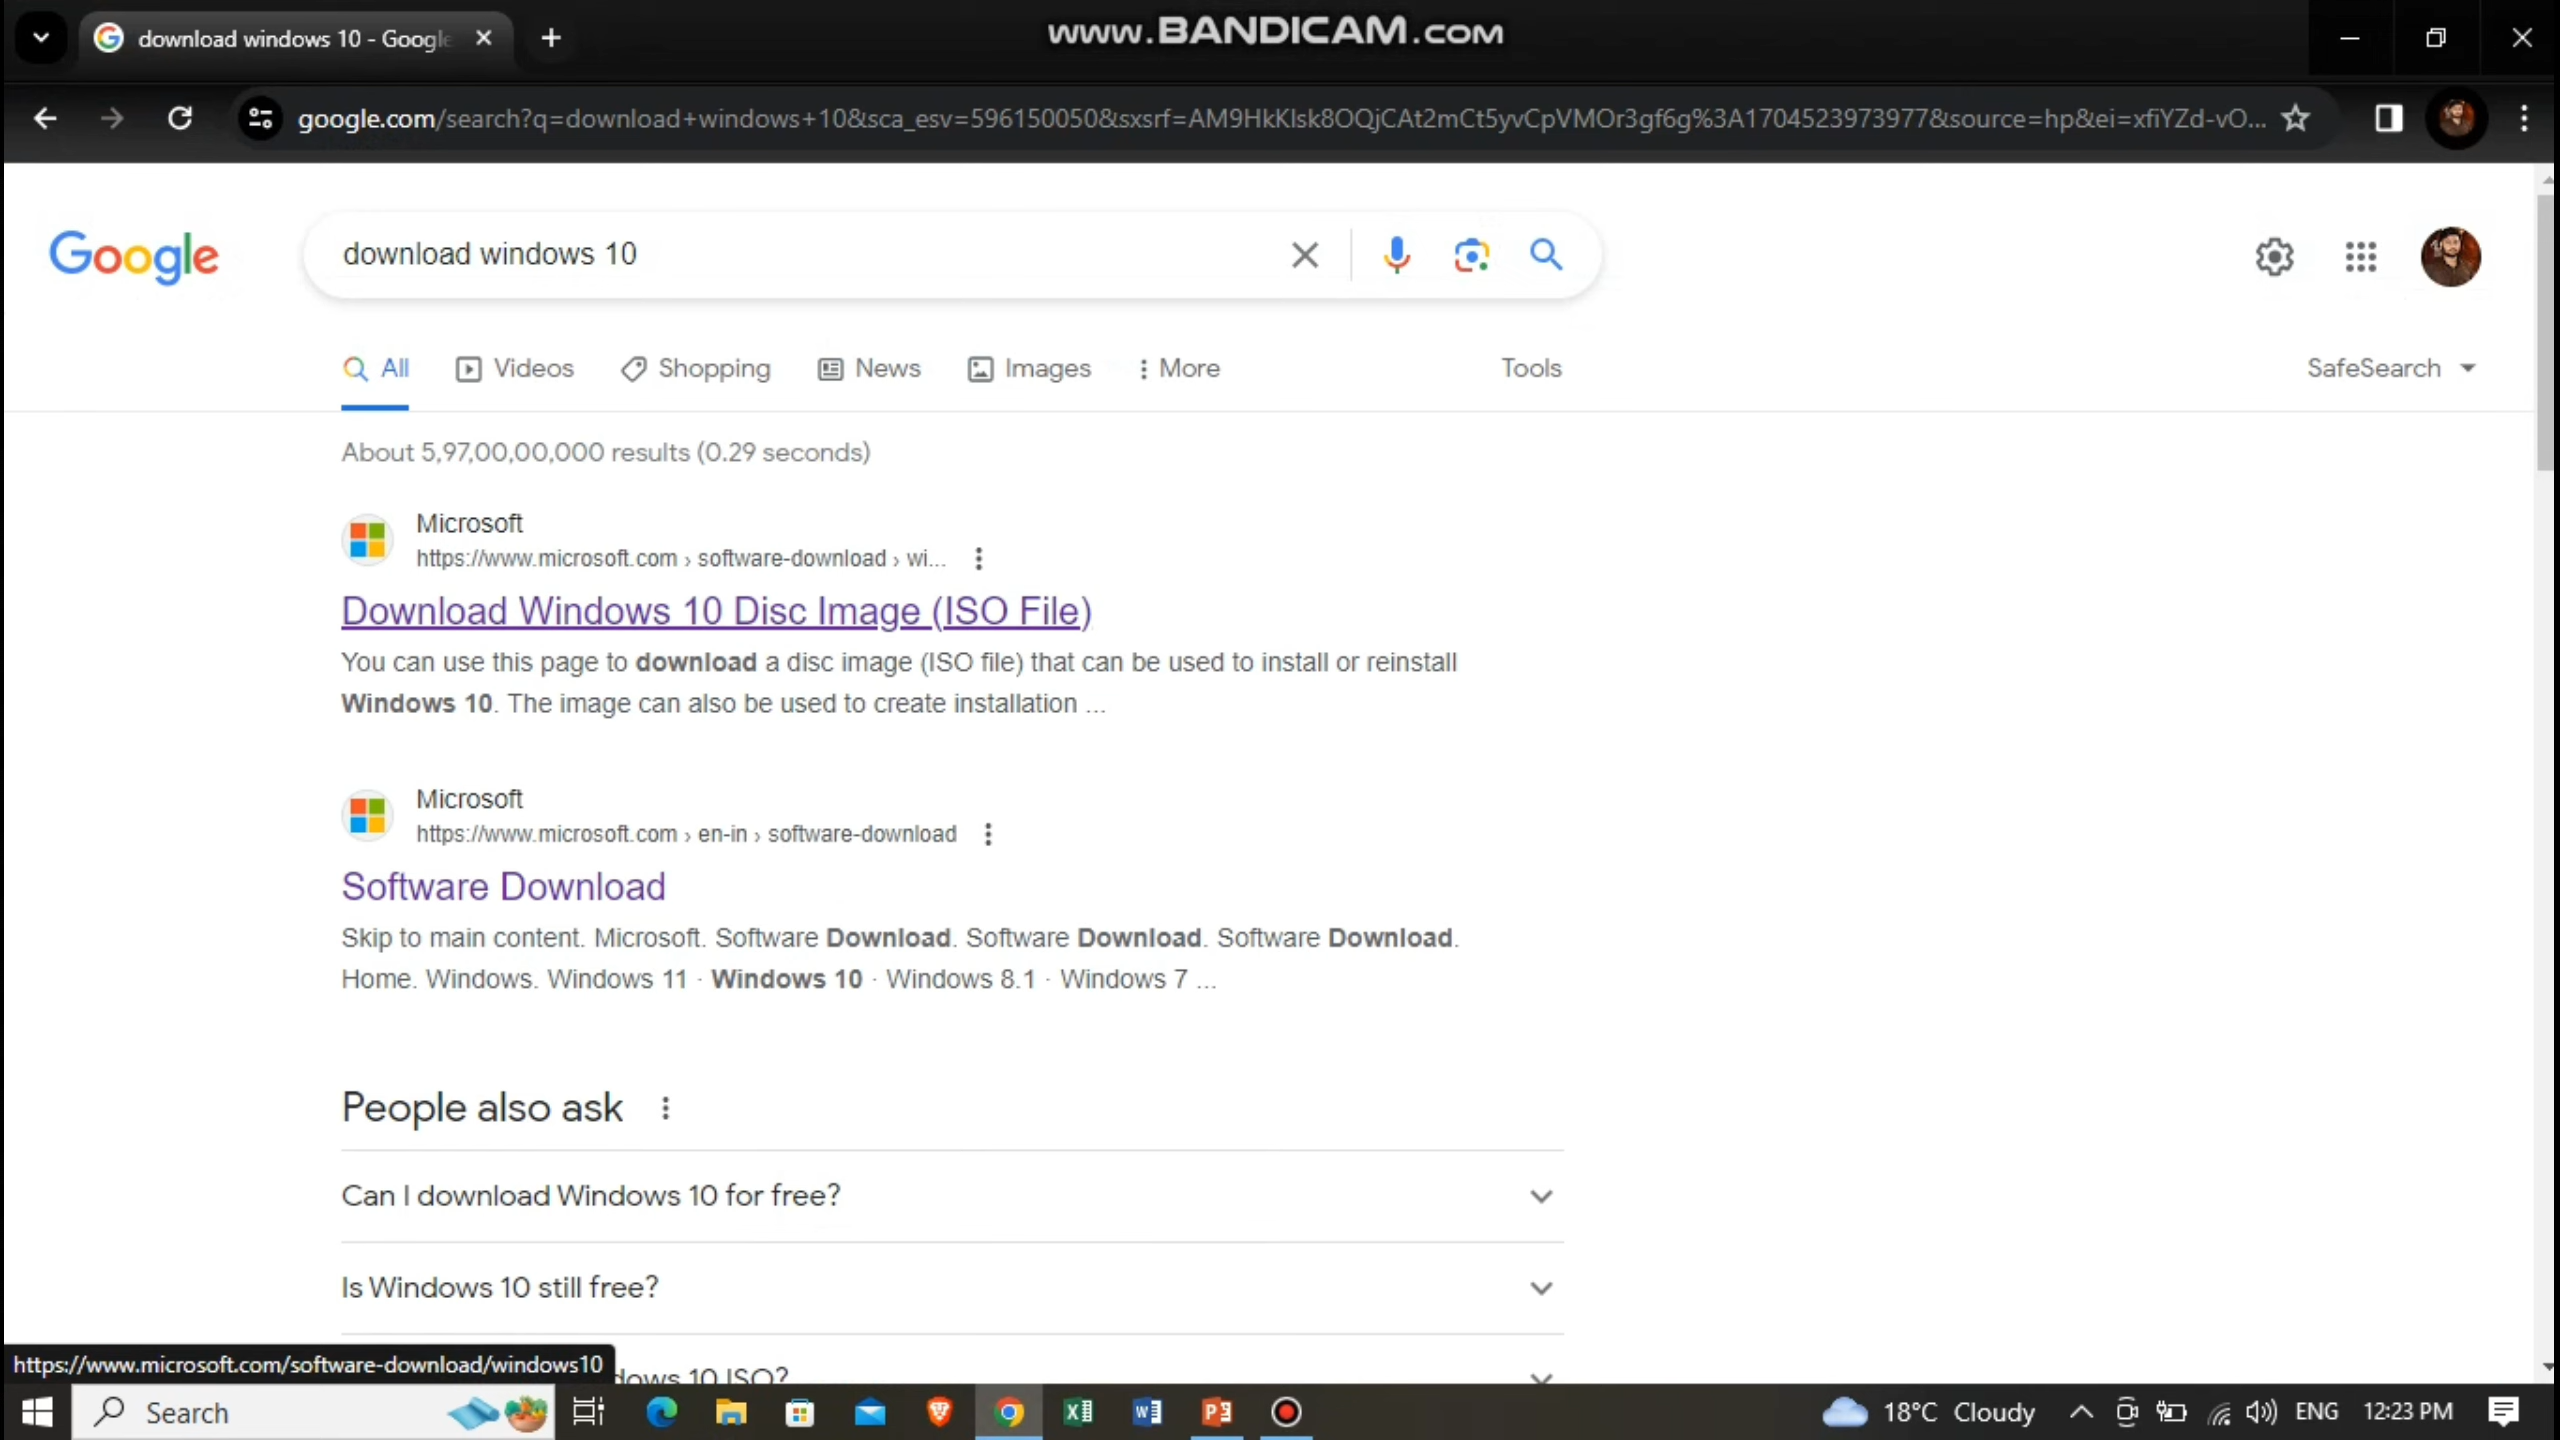 download windows 10 - Google
www.BANDICAM.com
google.com/search?q=download+windows+10&sca_esv=596150050&sxsrf=AM9HkKlsk8OQjCAt2mCt5yvCpVMOr3gf6g%3A1704523973977&source=hp&ei=xfiYZd-vO...
Google
download windows 10
All
Videos
Shopping
News
Images
More
Tools
SafeSearch
About 5,97,00,00,000 results (0.29 seconds)
Microsoft
https://www.microsoft.com › software-download › wi...
Download Windows 10 Disc Image (ISO File)
You can use this page to download a disc image (ISO file) that can be used to install or reinstall
Windows 10. The image can also be used to create installation ...
Microsoft
https://www.microsoft.com › en-in › software-download
Software Download
Skip to main content. Microsoft. Software Download. Software Download. Software Download.
Home. Windows. Windows 11 · Windows 10 · Windows 8.1 · Windows 7 ...
People also ask
Can I download Windows 10 for free?
Is Windows 10 still free?
https://www.microsoft.com/software-download/windows10
dows 10 ISO?
Search
18°C Cloudy
ENG
12:23 PM